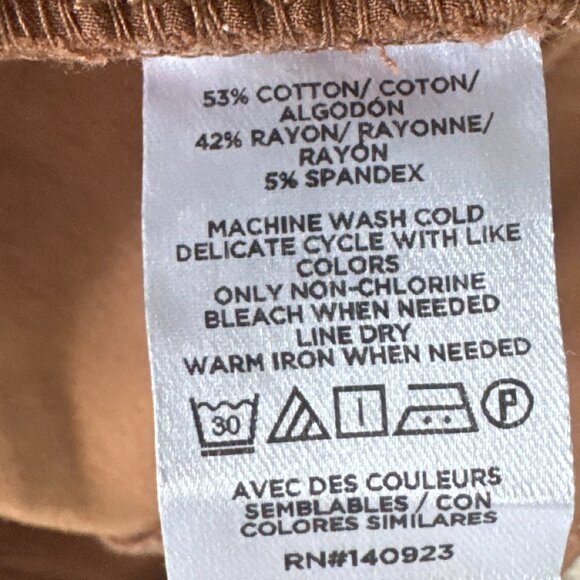 53% COTTON/ COTON/
ALGODÓN
42% RAYON/ RAYONNE/
RAYÓN
5% SPANDEX
MACHINE WASH COLD
DELICATE CYCLE WITH LIKE
COLORS
ONLY NON-CHLORINE
BLEACH WHEN NEEDED
LINE DRY
WARM IRON WHEN NEEDED
30 P
AVEC DES COULEURS
SEMBLABLES / CON
COLORES SIMILARES
RN#140923